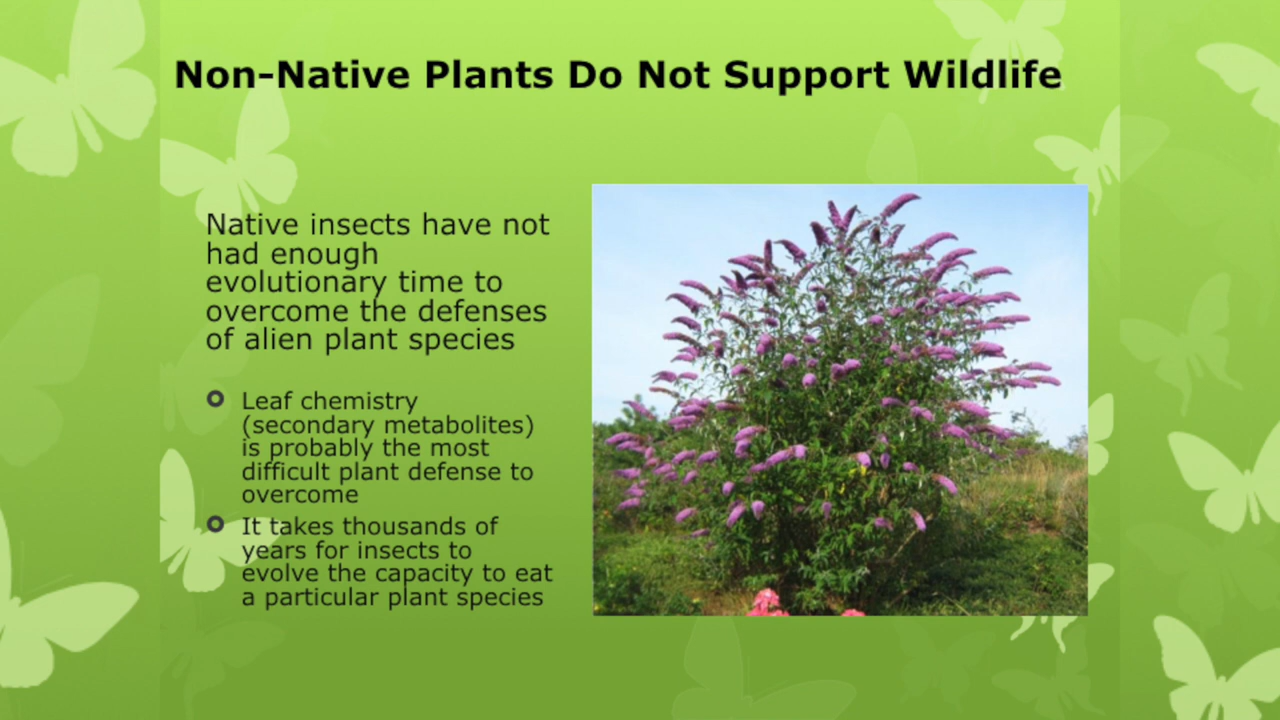 Non-Native Plants Do Not Support Wildlife
Native insects have not
had enough
evolutionary time to
overcome the defenses
of alien plant species
Leaf chemistry
(secondary metabolites)
is probably the most
difficult plant defense to
overcome
It takes thousands of
years for insects to
evolve the capacity to eat
a particular plant species